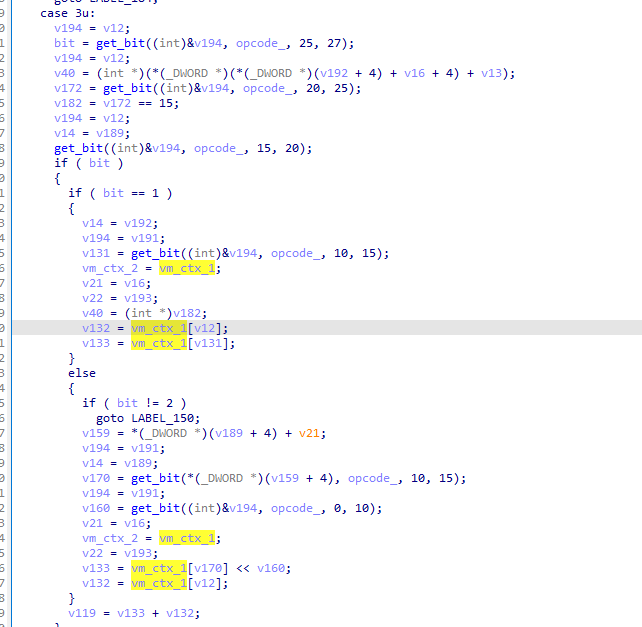 case 3u:
v194 = v12;
bit = get_bit((int)&v194, opcode_, 25, 27);
v194 = v12;
v40 = (int *)(*(_DWORD *)(*(_DWORD *)(v192 + 4) + v16 + 4) + v13);
v172 = get_bit((int)&v194, opcode_, 20, 25);
v182 = v172 == 15;
v194 = v12;
v14 = v189;
get_bit((int)&v194, opcode_, 15, 20);
if ( bit )
{
if ( bit == 1 )
{
v14 = v192;
v194 = v191;
v131 = get_bit((int)&v194, opcode_, 10, 15);
vm_ctx_2 = vm_ctx_1;
v21 = v16;
v22 = v193;
v40 = (int *)v182;
v132 = vm_ctx_1[v12];
v133 = vm_ctx_1[v131];
}
else
{
if ( bit != 2 )
goto LABEL_150;
v159 = *(_DWORD *)(v189 + 4) + v21;
v194 = v191;
v14 = v189;
v170 = get_bit(*(_DWORD *)(v159 + 4), opcode_, 10, 15);
v194 = v191;
v160 = get_bit((int)&v194, opcode_, 0, 10);
v21 = v16;
vm_ctx_2 = vm_ctx_1;
v22 = v193;
v133 = vm_ctx_1[v170] << v160;
v132 = vm_ctx_1[v12];
}
v119 = v133 + v132;